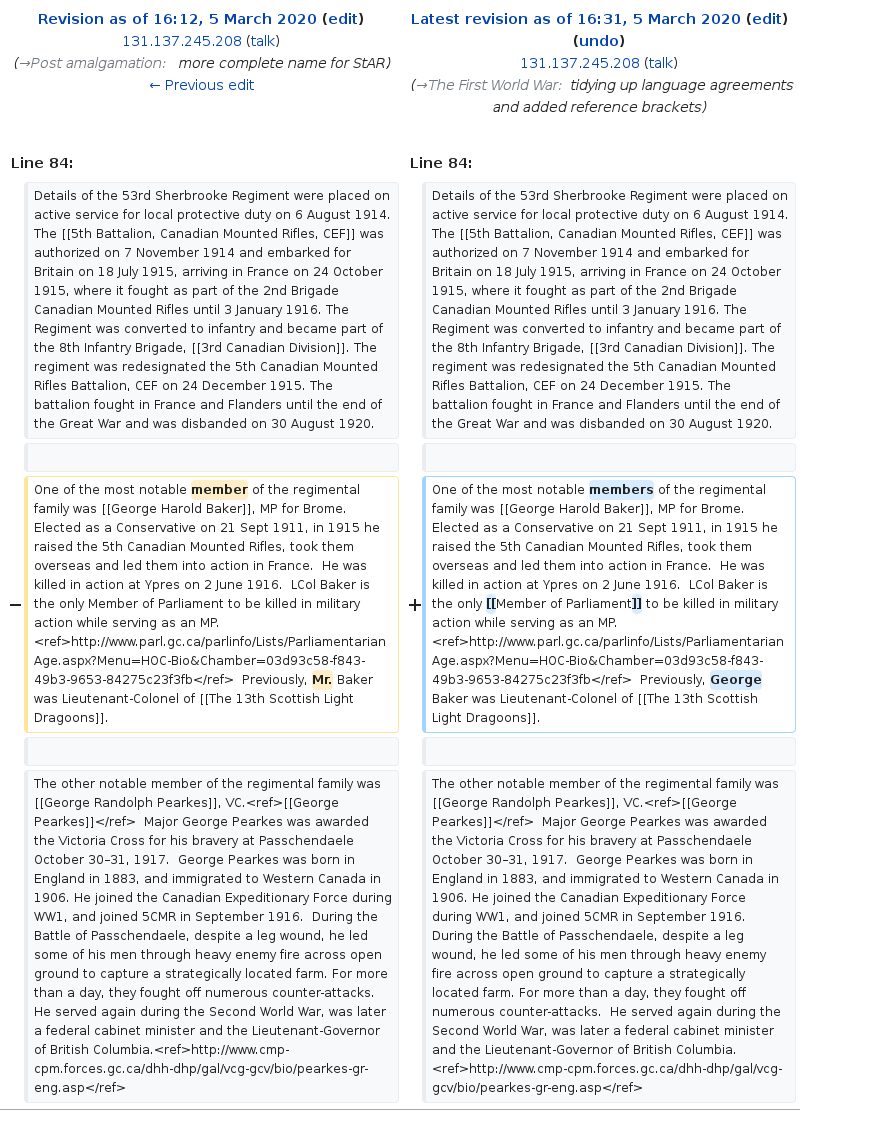 Revision as of 16:12, 5 March 2020 (edit)
131.137.245.208 (talk)
(→Post amalgamation:   more complete name for StAR)
← Previous edit
Latest revision as of 16:31, 5 March 2020 (edit)
(undo)
131.137.245.208 (talk)
(→The First World War:  tidying up language agreements
and added reference brackets)
Line 84:
Line 84:
Details of the 53rd Sherbrooke Regiment were placed on
active service for local protective duty on 6 August 1914.
The [[5th Battalion, Canadian Mounted Rifles, CEF]] was
authorized on 7 November 1914 and embarked for
Britain on 18 July 1915, arriving in France on 24 October
1915, where it fought as part of the 2nd Brigade
Canadian Mounted Rifles until 3 January 1916. The
Regiment was converted to infantry and became part of
the 8th Infantry Brigade, [[3rd Canadian Division]]. The
regiment was redesignated the 5th Canadian Mounted
Rifles Battalion, CEF on 24 December 1915. The
battalion fought in France and Flanders until the end of
the Great War and was disbanded on 30 August 1920.
Details of the 53rd Sherbrooke Regiment were placed on
active service for local protective duty on 6 August 1914.
The [[5th Battalion, Canadian Mounted Rifles, CEF]] was
authorized on 7 November 1914 and embarked for
Britain on 18 July 1915, arriving in France on 24 October
1915, where it fought as part of the 2nd Brigade
Canadian Mounted Rifles until 3 January 1916. The
Regiment was converted to infantry and became part of
the 8th Infantry Brigade, [[3rd Canadian Division]]. The
regiment was redesignated the 5th Canadian Mounted
Rifles Battalion, CEF on 24 December 1915. The
battalion fought in France and Flanders until the end of
the Great War and was disbanded on 30 August 1920.
−
One of the most notable member of the regimental
family was [[George Harold Baker]], MP for Brome.
Elected as a Conservative on 21 Sept 1911, in 1915 he
raised the 5th Canadian Mounted Rifles, took them
overseas and led them into action in France.  He was
killed in action at Ypres on 2 June 1916.  LCol Baker is
the only Member of Parliament to be killed in military
action while serving as an MP.
<ref>http://www.parl.gc.ca/parlinfo/Lists/Parliamentarian
Age.aspx?Menu=HOC-Bio&Chamber=03d93c58-f843-
49b3-9653-84275c23f3fb</ref>  Previously, Mr. Baker
was Lieutenant-Colonel of [[The 13th Scottish Light
Dragoons]].
+
One of the most notable members of the regimental
family was [[George Harold Baker]], MP for Brome.
Elected as a Conservative on 21 Sept 1911, in 1915 he
raised the 5th Canadian Mounted Rifles, took them
overseas and led them into action in France.  He was
killed in action at Ypres on 2 June 1916.  LCol Baker is
the only [[Member of Parliament]] to be killed in military
action while serving as an MP.
<ref>http://www.parl.gc.ca/parlinfo/Lists/Parliamentarian
Age.aspx?Menu=HOC-Bio&Chamber=03d93c58-f843-
49b3-9653-84275c23f3fb</ref>  Previously, George
Baker was Lieutenant-Colonel of [[The 13th Scottish
Light Dragoons]].
The other notable member of the regimental family was
[[George Randolph Pearkes]], VC.<ref>[[George
Pearkes]]</ref>  Major George Pearkes was awarded
the Victoria Cross for his bravery at Passchendaele
October 30–31, 1917.  George Pearkes was born in
England in 1883, and immigrated to Western Canada in
1906. He joined the Canadian Expeditionary Force during
WW1, and joined 5CMR in September 1916.  During the
Battle of Passchendaele, despite a leg wound, he led
some of his men through heavy enemy fire across open
ground to capture a strategically located farm. For more
than a day, they fought off numerous counter-attacks.
He served again during the Second World War, was later
a federal cabinet minister and the Lieutenant-Governor
of British Columbia.<ref>http://www.cmp-
cpm.forces.gc.ca/dhh-dhp/gal/vcg-gcv/bio/pearkes-gr-
eng.asp</ref>
The other notable member of the regimental family was
[[George Randolph Pearkes]], VC.<ref>[[George
Pearkes]]</ref>  Major George Pearkes was awarded
the Victoria Cross for his bravery at Passchendaele
October 30–31, 1917.  George Pearkes was born in
England in 1883, and immigrated to Western Canada in
1906. He joined the Canadian Expeditionary Force
during WW1, and joined 5CMR in September 1916.
During the Battle of Passchendaele, despite a leg
wound, he led some of his men through heavy enemy
fire across open ground to capture a strategically
located farm. For more than a day, they fought off
numerous counter-attacks.  He served again during the
Second World War, was later a federal cabinet minister
and the Lieutenant-Governor of British Columbia.
<ref>http://www.cmp-cpm.forces.gc.ca/dhh-dhp/gal/vcg-
gcv/bio/pearkes-gr-eng.asp</ref>